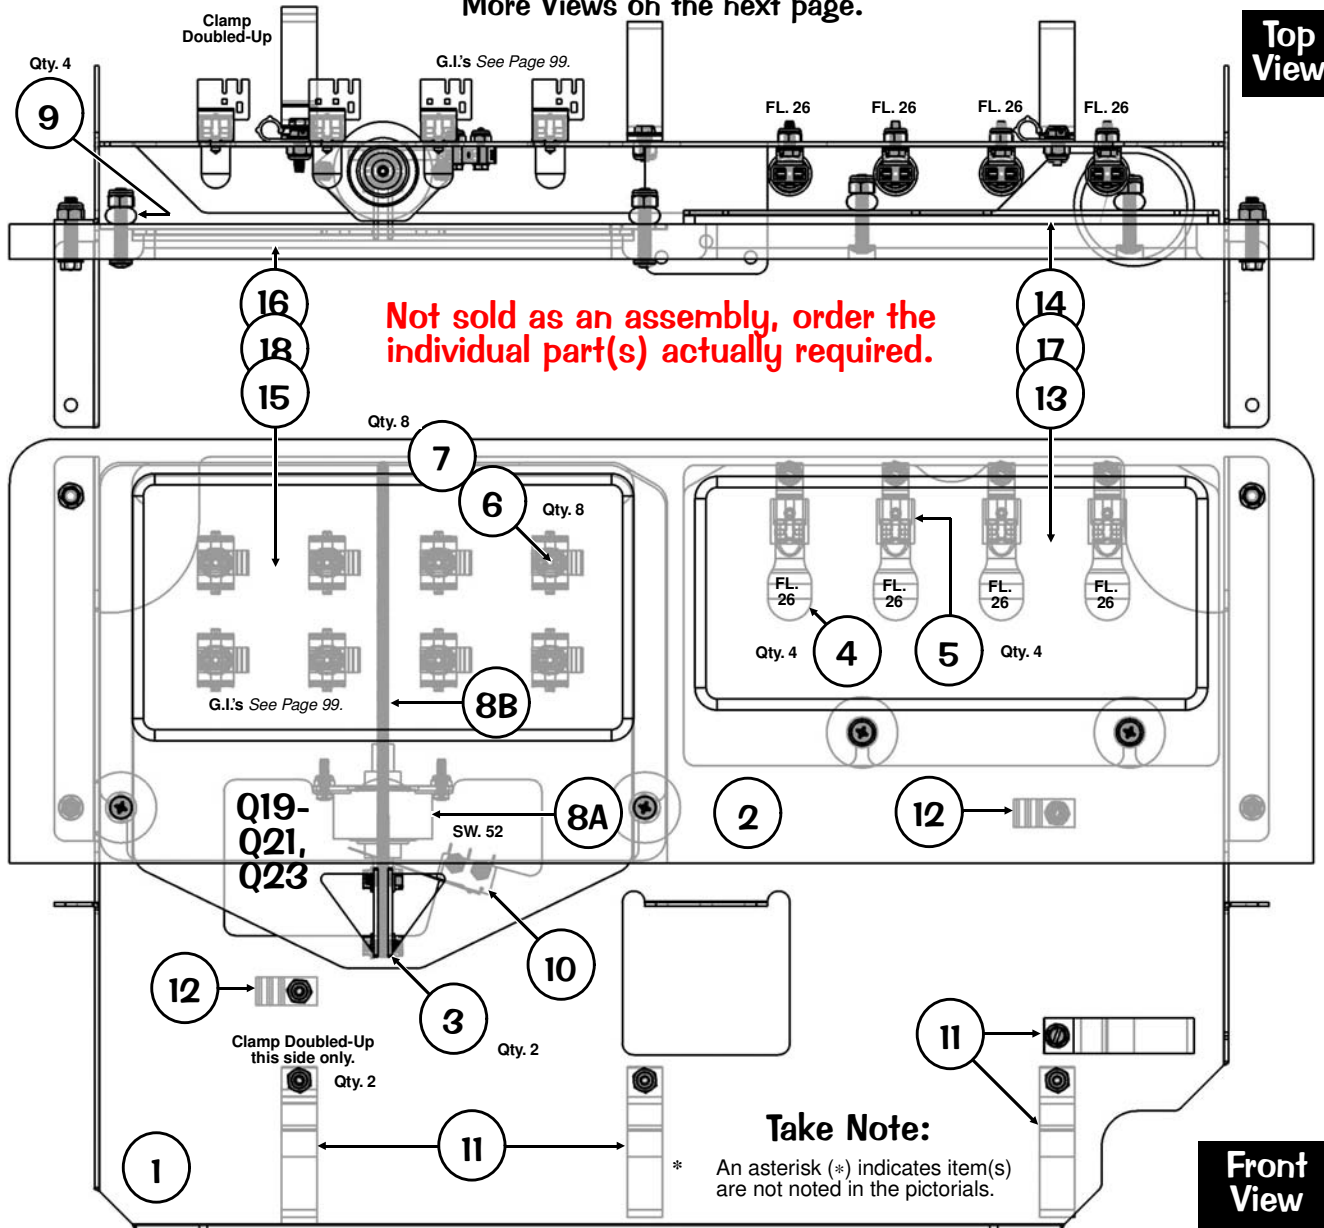 More Views on the next page.
Top
View
Clamp
Doubled-Up
Qty. 4
G.I.'s See Page 99.
9
FL. 26
FL. 26
FL. 26
FL. 26
16
18
15
Not sold as an assembly, order the
individual part(s) actually required.
14
17
13
Qty. 8
7
6
Qty. 8
FL.
26
FL.
26
FL.
26
FL.
26
Qty. 4
4
5
Qty. 4
G.I.'s See Page 99.
8B
Q19-
Q21,
Q23
8A
SW. 52
2
12
10
12
3
Qty. 2
Clamp Doubled-Up
this side only.
Qty. 2
11
11
1
Take Note:
* An asterisk (*) indicates item(s)
are not noted in the pictorials.
Front
View